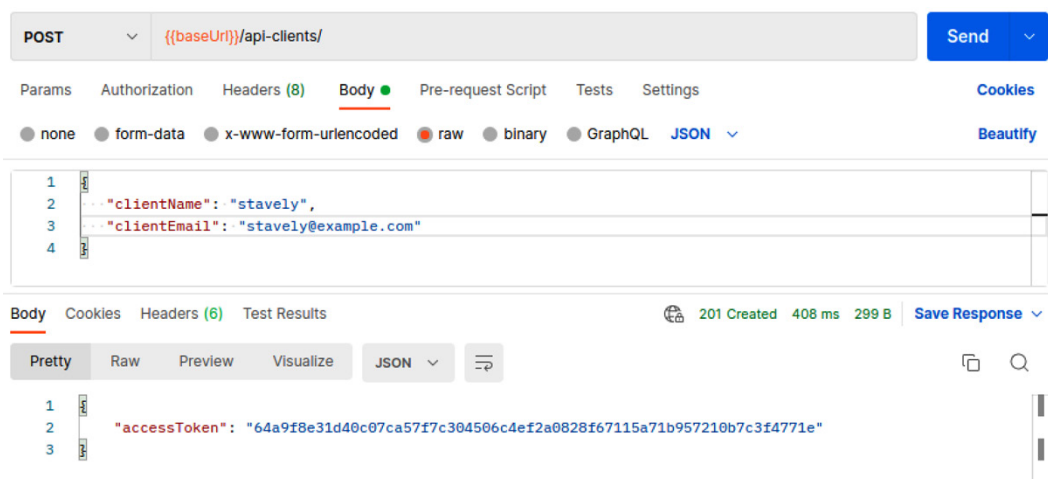 POST {{baseUrl}}/api-clients/ Send
Params Authorization Headers (8) Body Pre-request Script Tests Settings Cookies
none form-data x-www-form-urlencoded raw binary GraphQL JSON Beautify
1 {
2 "clientName": "stavely",
3 "clientEmail": "stavely@example.com"
4 }
Body Cookies Headers (6) Test Results 201 Created 408 ms 299 B Save Response
Pretty Raw Preview Visualize JSON
1 {
2 "accessToken": "64a9f8e31d40c07ca57f7c304506c4ef2a0828f67115a71b957210b7c3f4771e"
3 }